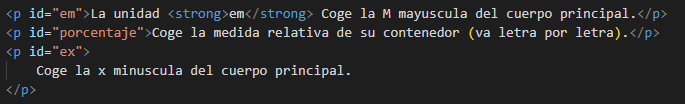 <p id="em">La unidad <strong>em</strong> Coge la M mayuscula del cuerpo principal.</p>
<p id="porcentaje">Coge la medida relativa de su contenedor (va letra por letra).</p>
<p id="ex">
Coge la x minuscula del cuerpo principal.
</p>